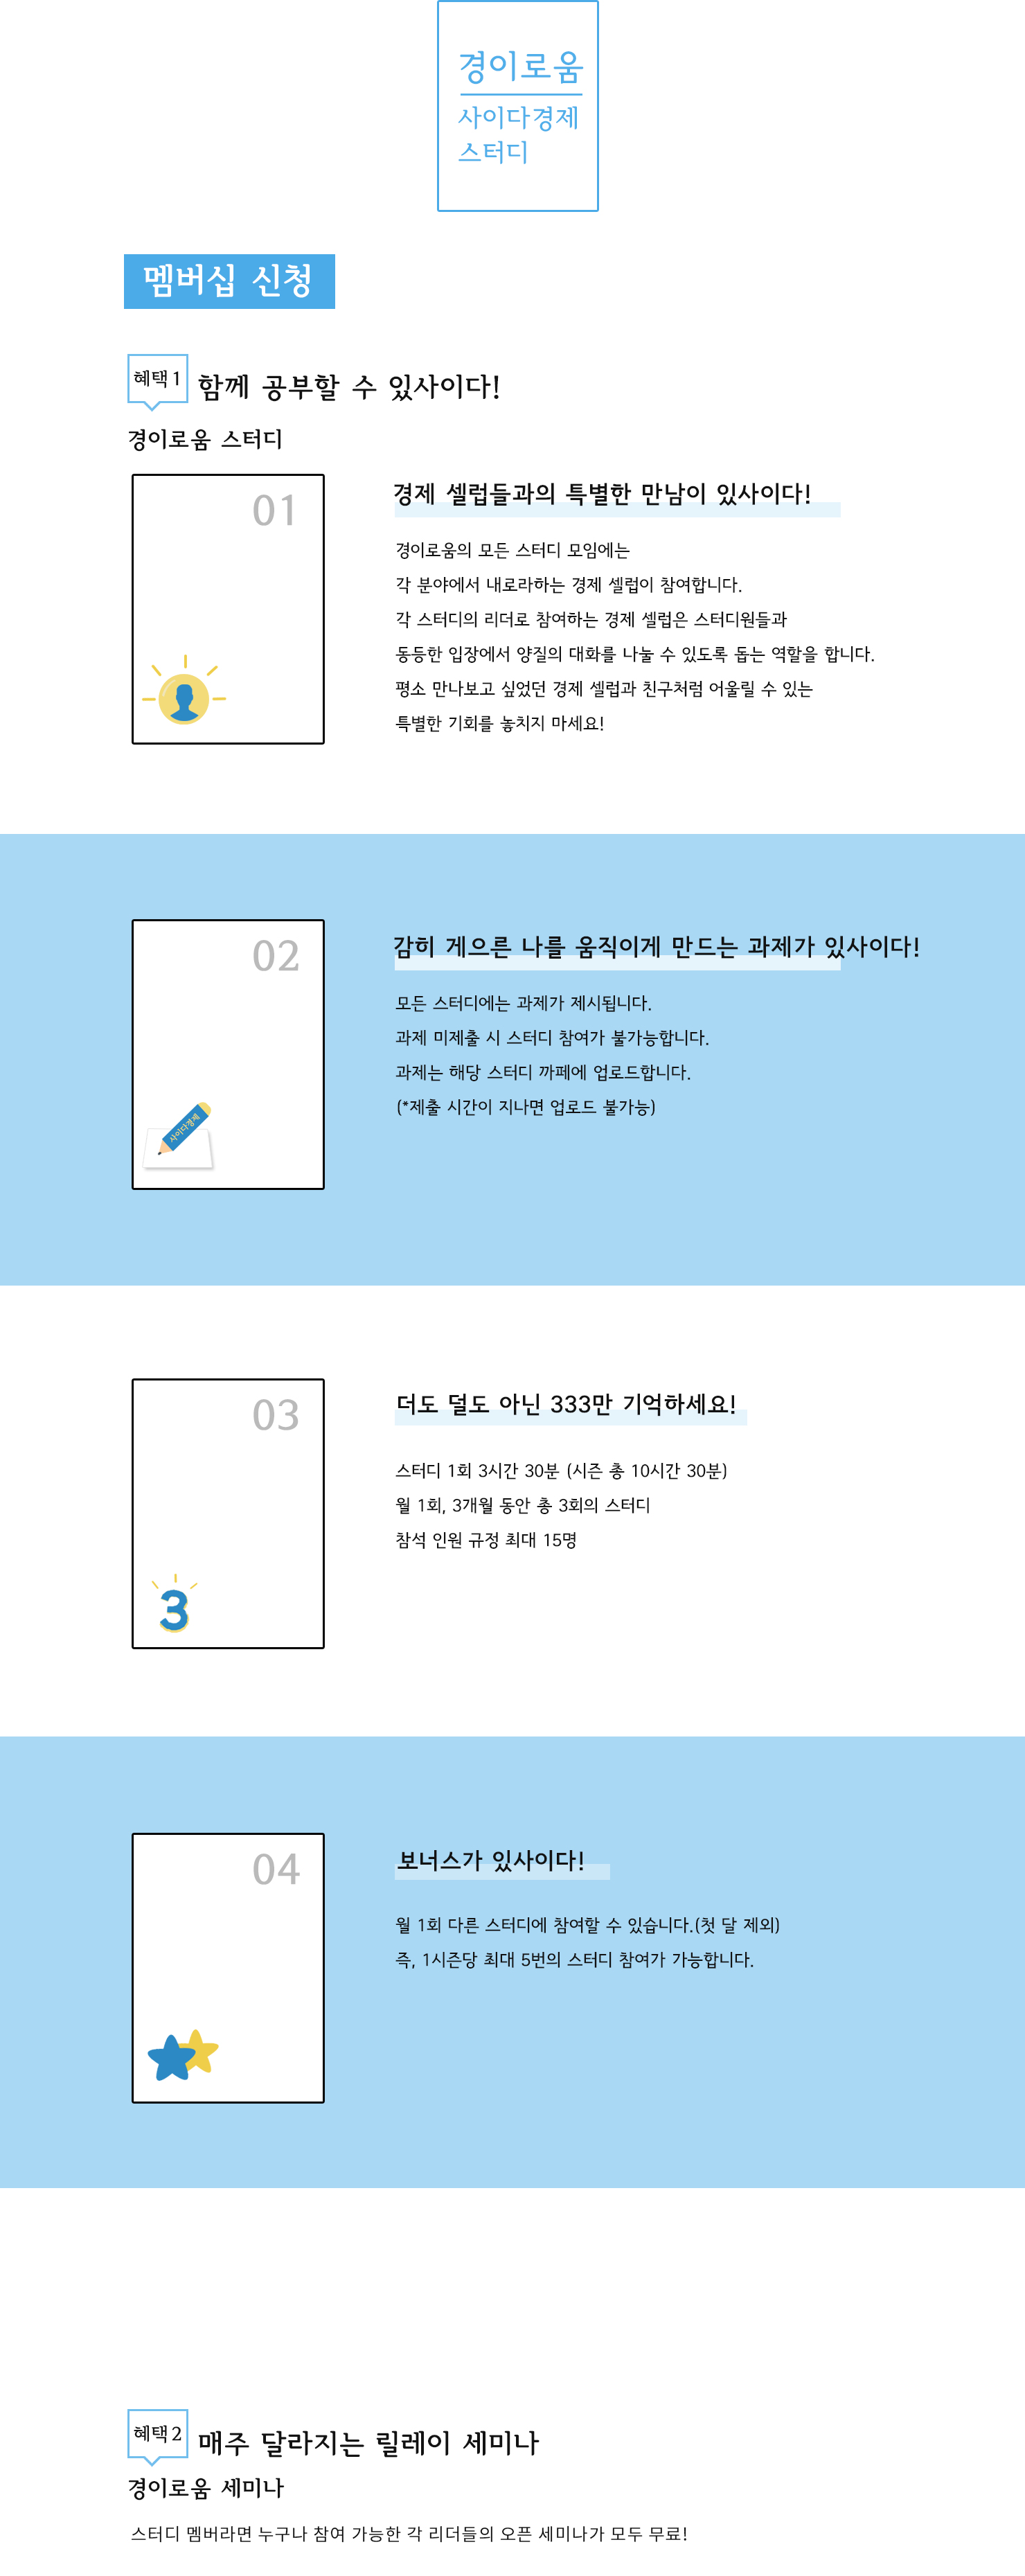 경이로움
사이다경제
스터디
멤버십 신청
혜택1
함께 공부할 수 있사이다!
경이로움 스터디
01
경제 셀럽들과의 특별한 만남이 있사이다!
경이로움의 모든 스터디 모임에는
각 분야에서 내로라하는 경제 셀럽이 참여합니다.
각 스터디의 리더로 참여하는 경제 셀럽은 스터디원들과
동등한 입장에서 양질의 대화를 나눌 수 있도록 돕는 역할을 합니다.
평소 만나보고 싶었던 경제 셀럽과 친구처럼 어울릴 수 있는
특별한 기회를 놓치지 마세요!
02
사이다경제
감히 게으른 나를 움직이게 만드는 과제가 있사이다!
모든 스터디에는 과제가 제시됩니다.
과제 미제출 시 스터디 참여가 불가능합니다.
과제는 해당 스터디 까페에 업로드합니다.
(*제출 시간이 지나면 업로드 불가능)
03
3
더도 덜도 아닌 333만 기억하세요!
스터디 1회 3시간 30분 (시즌 총 10시간 30분)
월 1회, 3개월 동안 총 3회의 스터디
참석 인원 규정 최대 15명
04
보너스가 있사이다!
월 1회 다른 스터디에 참여할 수 있습니다.(첫 달 제외)
즉, 1시즌당 최대 5번의 스터디 참여가 가능합니다.
혜택2
매주 달라지는 릴레이 세미나
경이로움 세미나
스터디 멤버라면 누구나 참여 가능한 각 리더들의 오픈 세미나가 모두 무료!